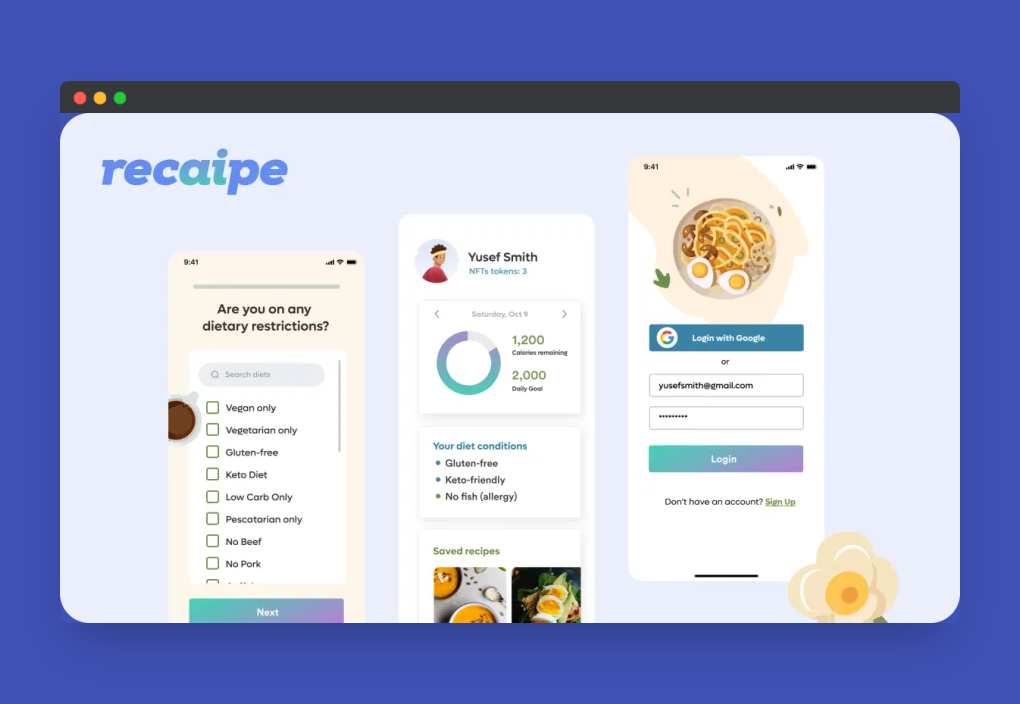 recaipe
9:41
Are you on any
dietary restrictions?
Search diets
Vegan only
Vegetarian only
Gluten-free
Keto Diet
Low Carb Only
Pescatarian only
No Beef
No Pork
Next
Yusef Smith
NFTs tokens: 3
Saturday, Oct 9
1,200
Calories remaining
2,000
Daily Goal
Your diet conditions
Gluten-free
Keto-friendly
No fish (allergy)
Saved recipes
9:41
Login with Google
or
yusefsmith@gmail.com
*********
Login
Don't have an account? Sign Up